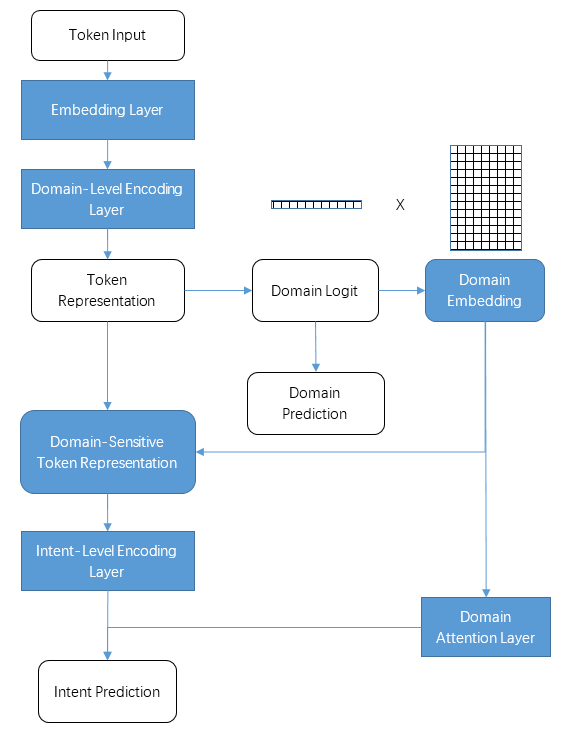 Token Input
Embedding Layer
Domain-Level Encoding
Layer
X
Token
Representation
Domain Logit
Domain
Embedding
Domain
Prediction
Domain-Sensitive
Token Representation
Intent-Level Encoding
Layer
Domain
Attention Layer
Intent Prediction